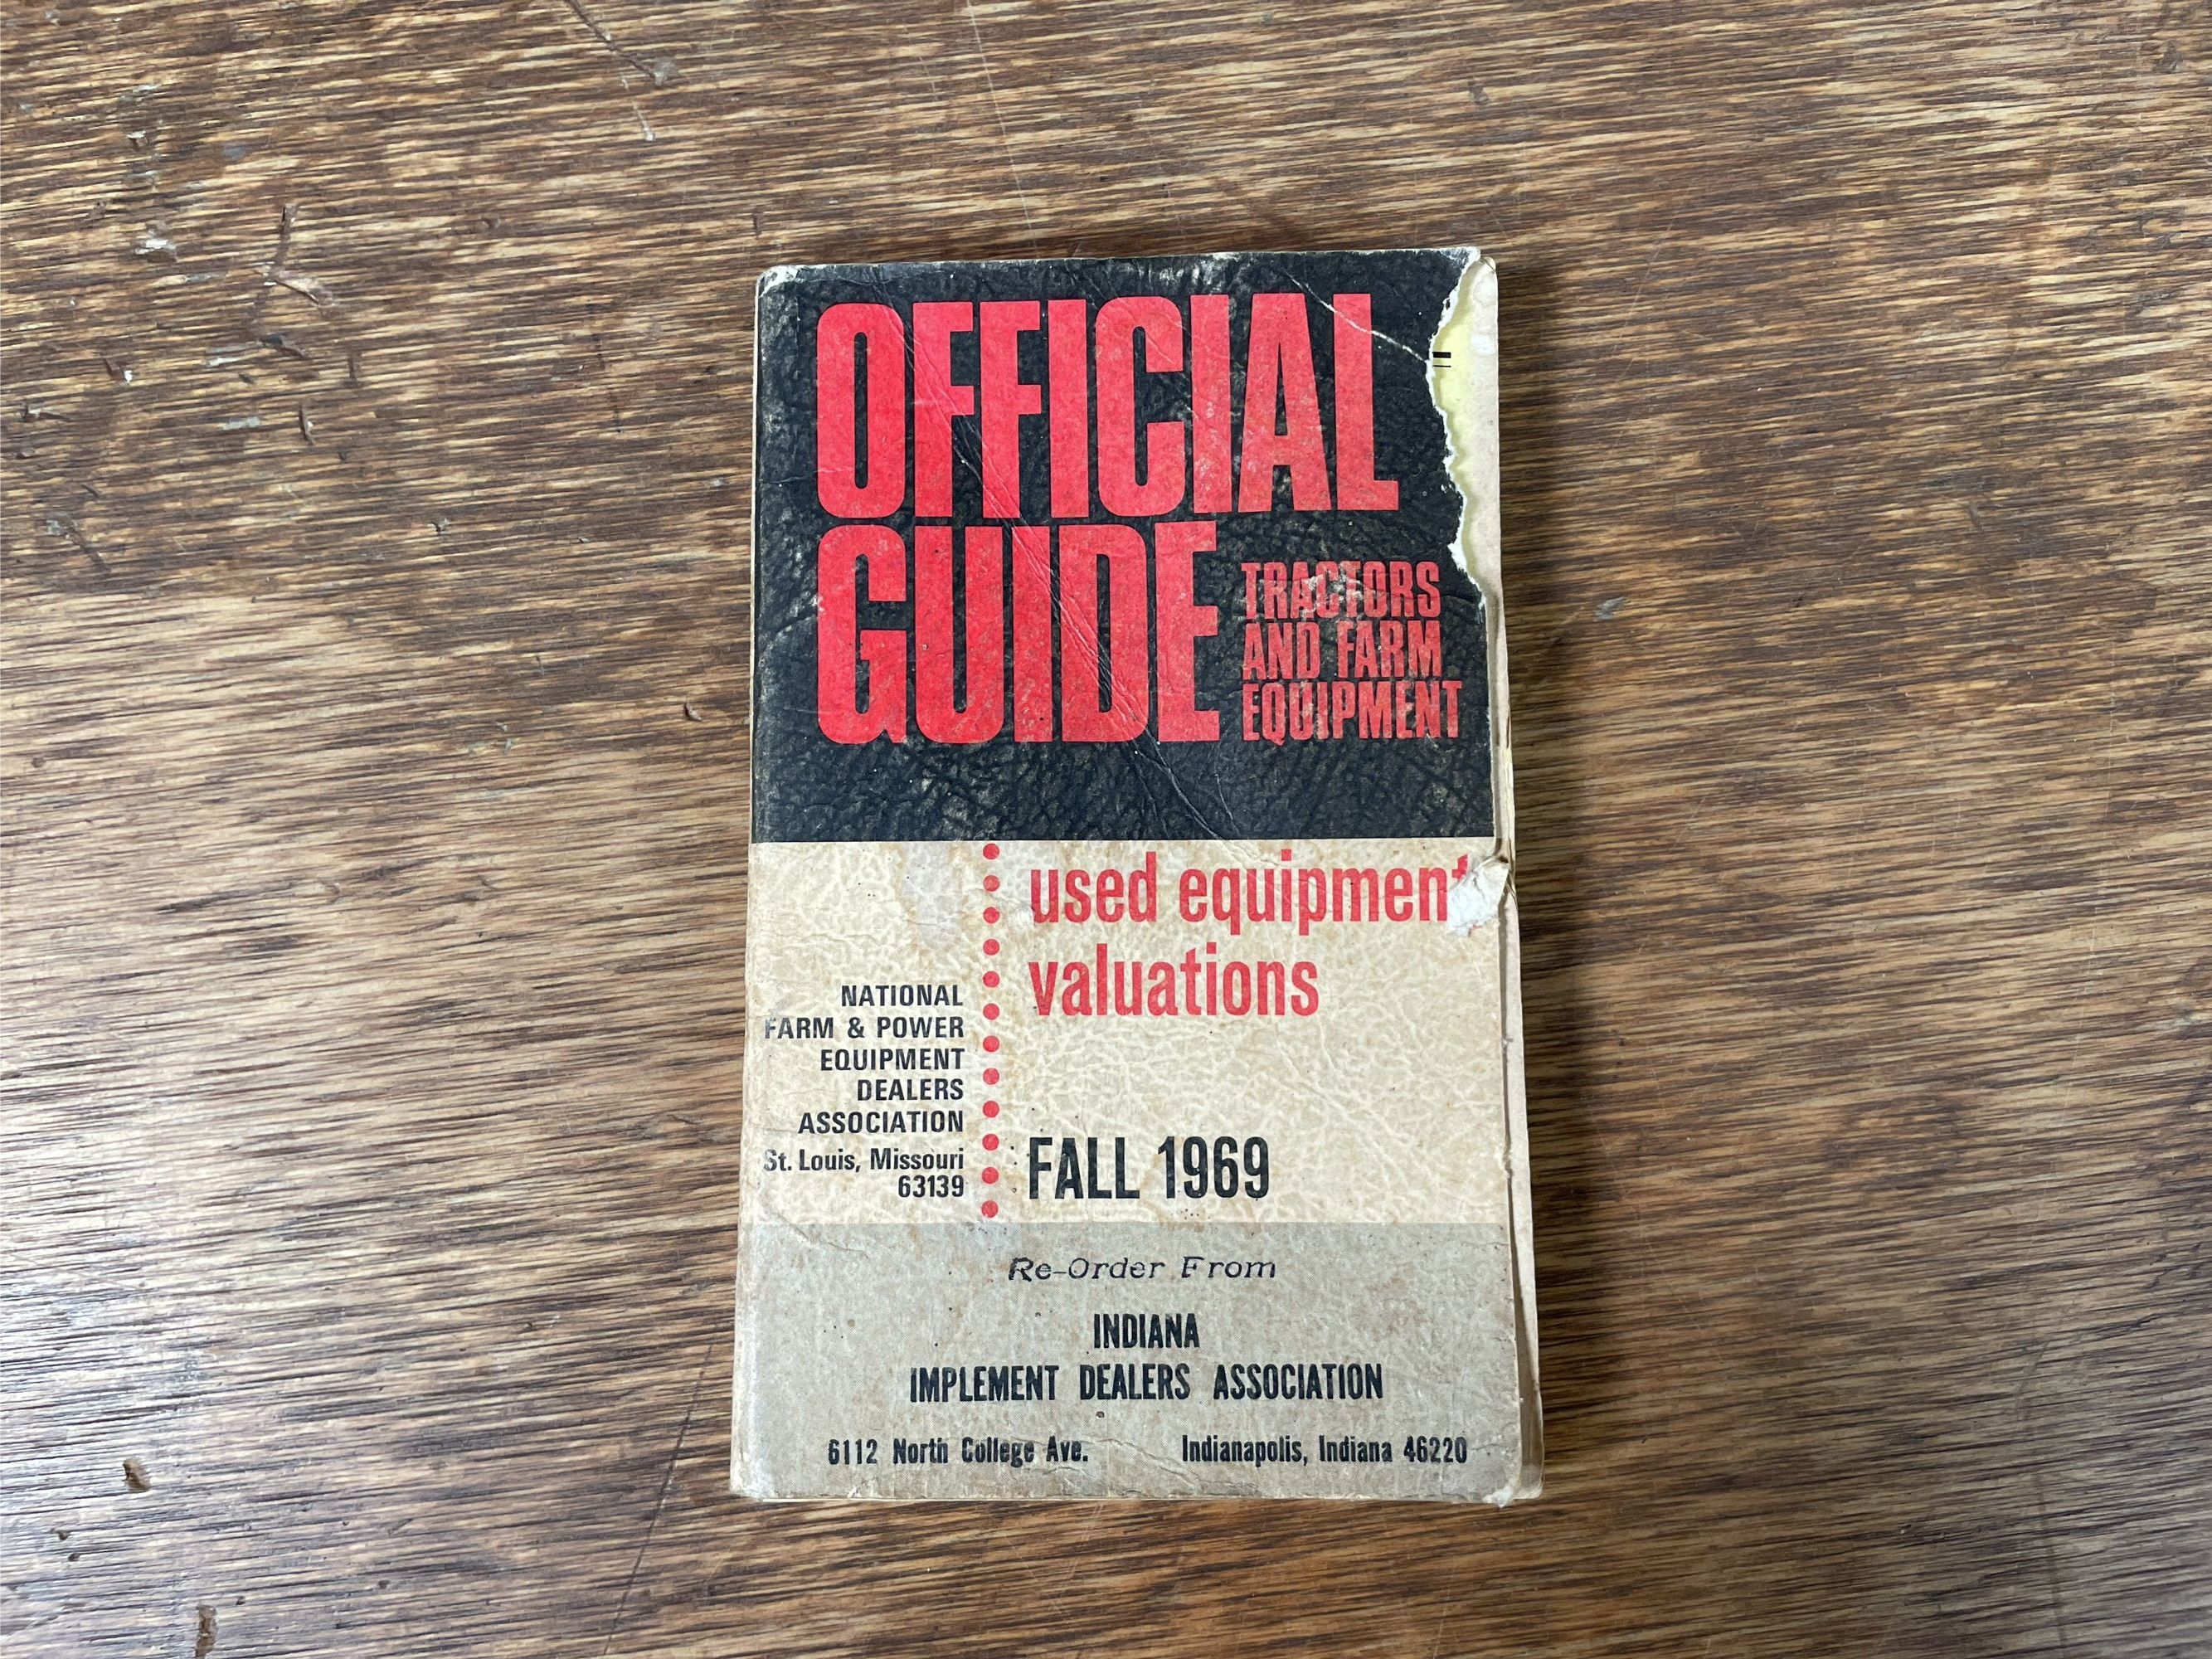 OFFICIAL
GUIDE
TRACTORS
AND FARM
EQUIPMENT
used equipment
valuations
NATIONAL
FARM & POWER
EQUIPMENT
DEALERS
ASSOCIATION
St. Louis, Missouri
63139
FALL 1969
Re-Order From
INDIANA
IMPLEMENT DEALERS ASSOCIATION
6112 North College Ave. Indianapolis, Indiana 46220